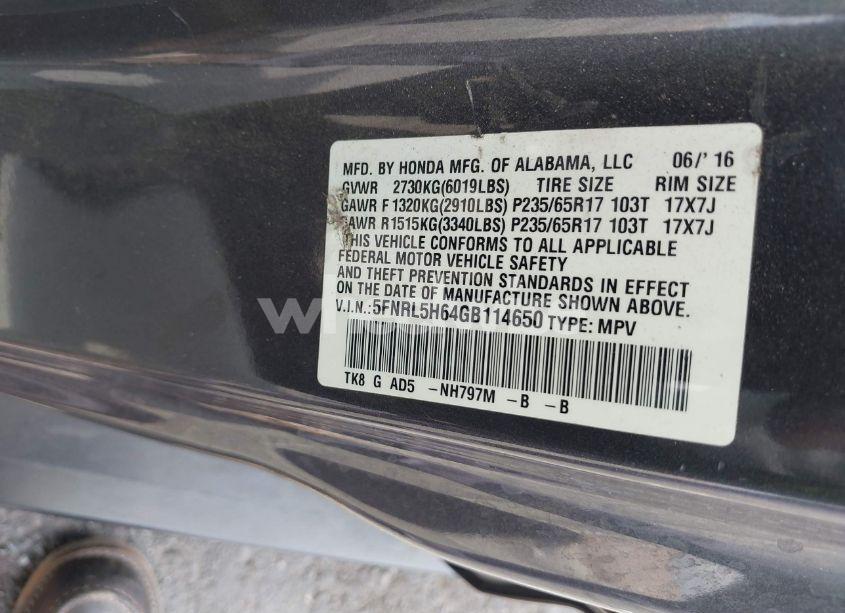 MFD. BY HONDA MFG. OF ALABAMA, LLC 06/' 16
GVWR 2730KG(6019LBS) TIRE SIZE RIM SIZE
GAWR F 1320KG(2910LBS) P235/65R17 103T 17X7J
GAWR R1515KG(3340LBS) P235/65R17 103T 17X7J
THIS VEHICLE CONFORMS TO ALL APPLICABLE
FEDERAL MOTOR VEHICLE SAFETY
AND THEFT PREVENTION STANDARDS IN EFFECT
ON THE DATE OF MANUFACTURE SHOWN ABOVE.
V.I.N.:5FNRL5H64GB114650 TYPE: MPV
TK8 G AD5 -NH797M -B -B